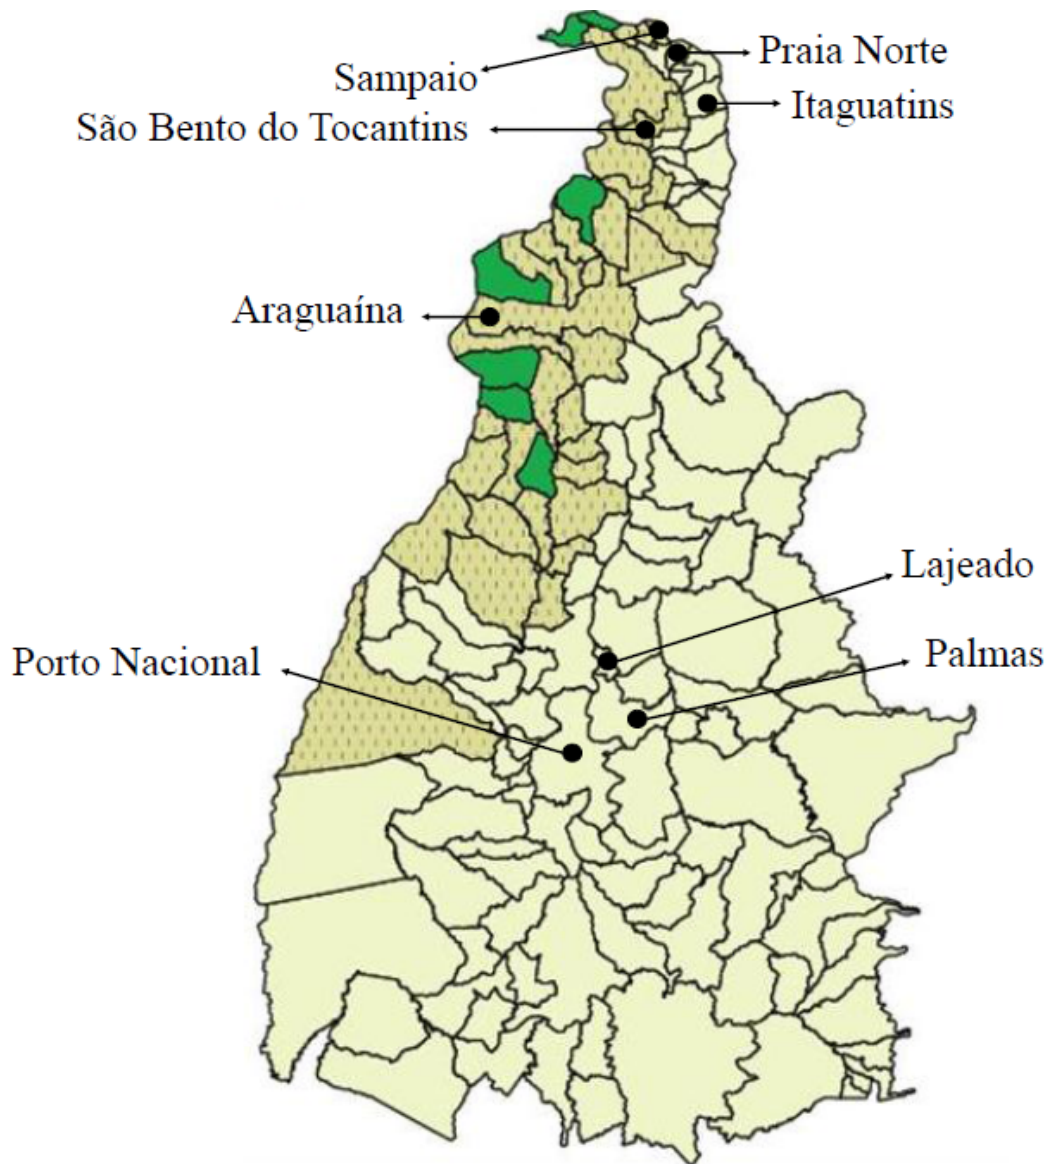 Praia Norte
Sampaio
Itaguatins
São Bento do Tocantins
Araguaína
Lajeado
Palmas
Porto Nacional